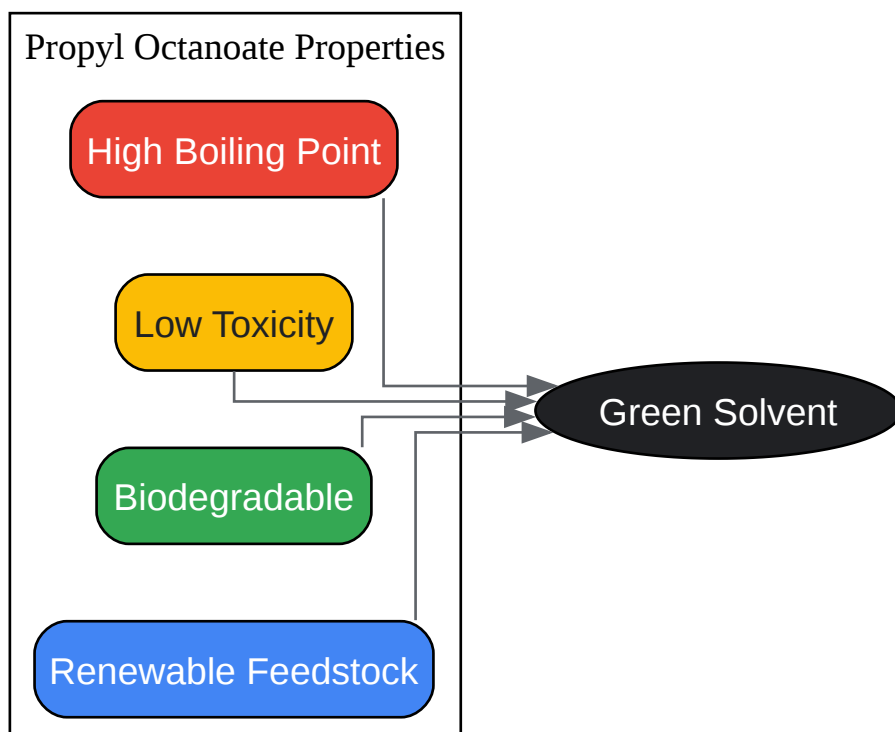 Propyl Octanoate Properties
High Boiling Point
Low Toxicity
Green Solvent
Biodegradable
Renewable Feedstock